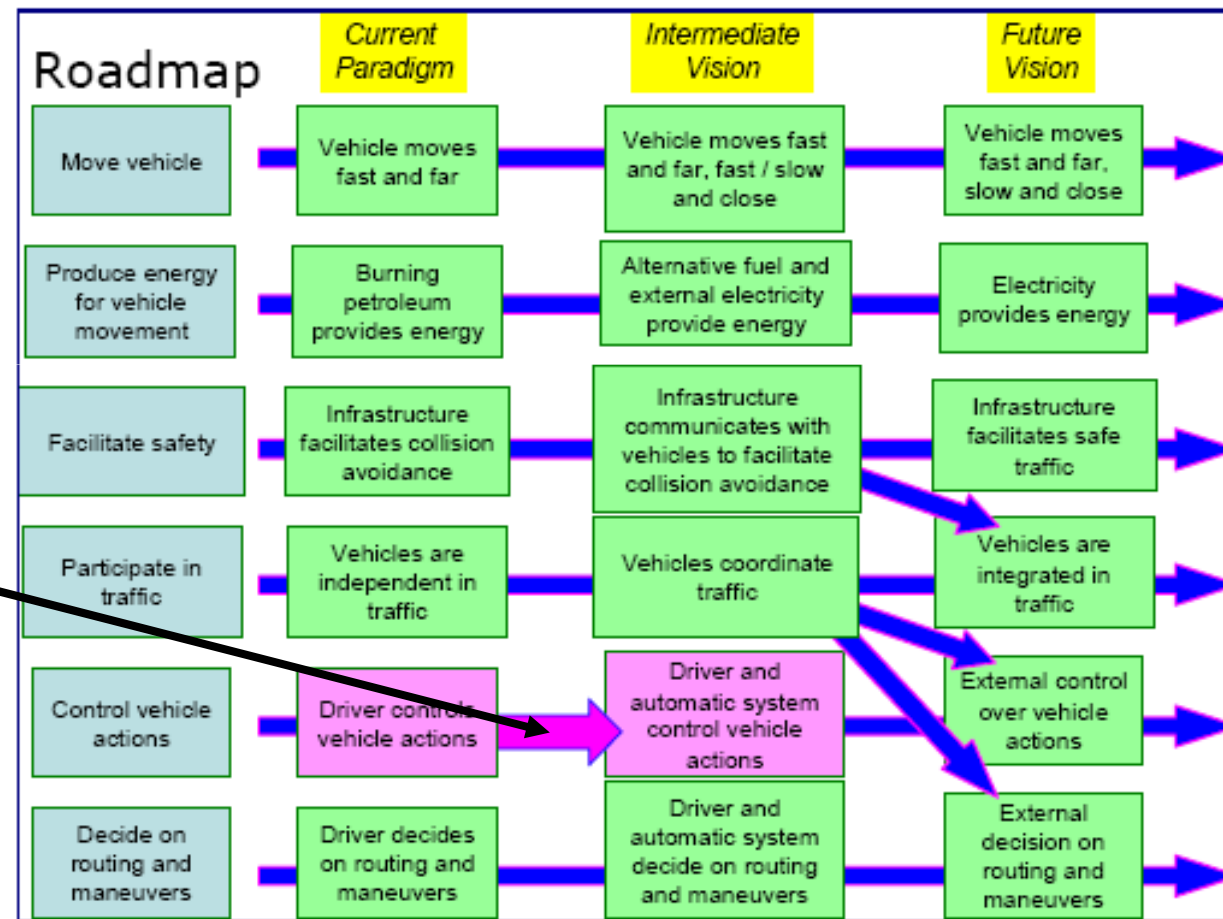 Roadmap
Current
Paradigm
Intermediate
Vision
Future
Vision
Move vehicle
Vehicle moves
fast and far
Vehicle moves fast
and far, fast / slow
and close
Vehicle moves
fast and far,
slow and close
Produce energy
for vehicle
movement
Burning
petroleum
provides energy
Alternative fuel and
external electricity
provide energy
Electricity
provides energy
Facilitate safety
Infrastructure
facilitates collision
avoidance
Infrastructure
communicates with
vehicles to facilitate
collision avoidance
Infrastructure
facilitates safe
traffic
Participate in
traffic
Vehicles are
independent in
traffic
Vehicles coordinate
traffic
Vehicles are
integrated in
traffic
Control vehicle
actions
Driver controls
vehicle actions
Driver and
automatic system
control vehicle
actions
External control
over vehicle
actions
Decide on
routing and
maneuvers
Driver decides
on routing and
maneuvers
Driver and
automatic system
decide on routing
and maneuvers
External
decision on
routing and
maneuvers